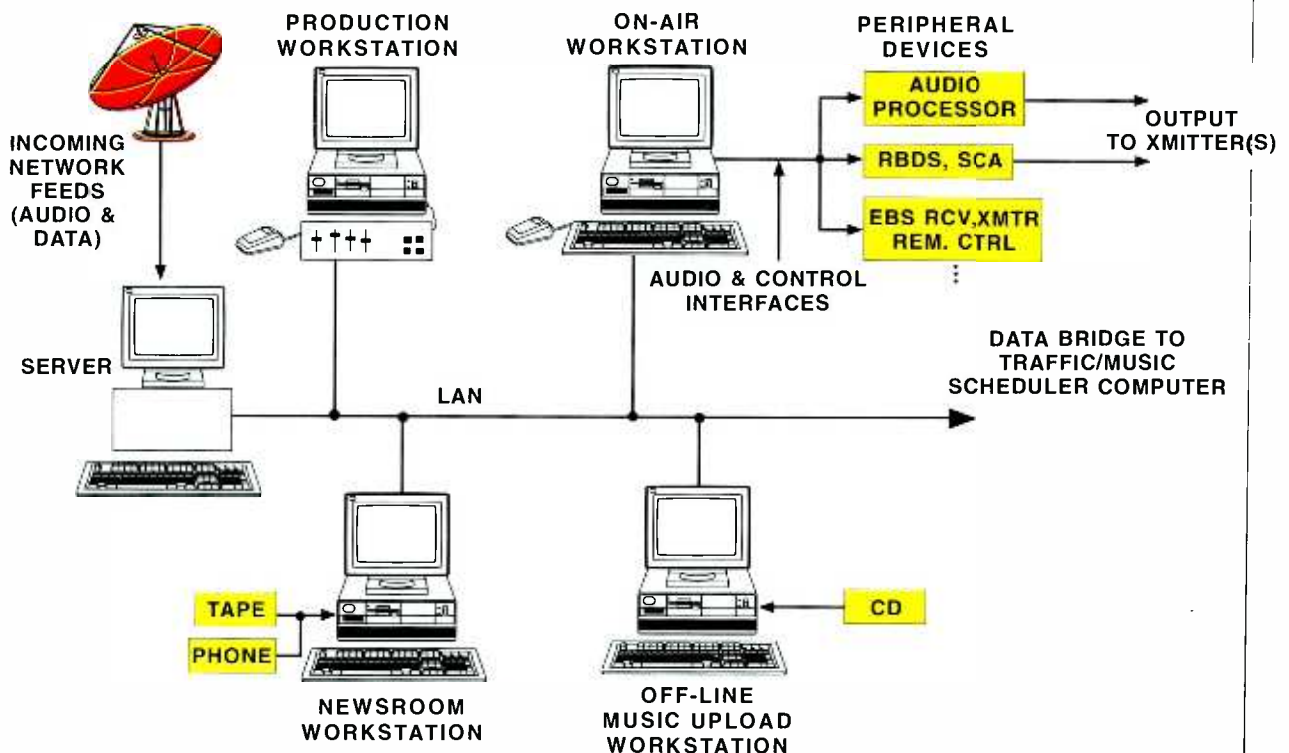 PRODUCTION
WORKSTATION
ON-AIR
WORKSTATION
PERIPHERAL
DEVICES
AUDIO
PROCESSOR
OUTPUT
TO XMITTER(S)
INCOMING
NETWORK
FEEDS
(AUDIO &
DATA)
RBDS, SCA
EBS RCV,XMTR
REM. CTRL
AUDIO & CONTROL
INTERFACES
SERVER
LAN
DATA BRIDGE TO
TRAFFIC/MUSIC
SCHEDULER COMPUTER
TAPE
PHONE
CD
NEWSROOM
WORKSTATION
OFF-LINE
MUSIC UPLOAD
WORKSTATION